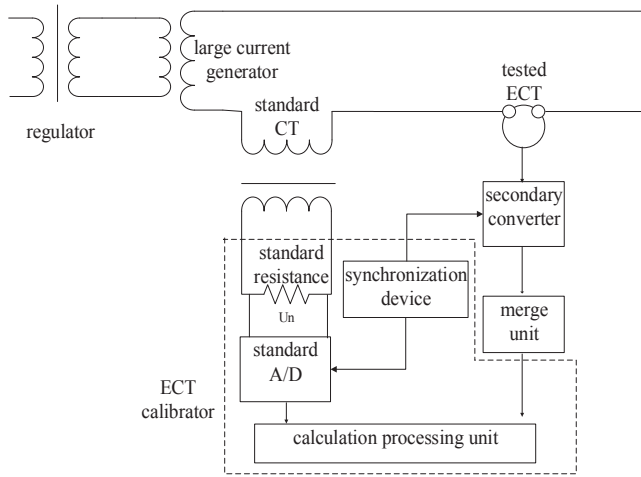 large current
generator
regulator
standard
CT
tested
ECT
secondary
converter
standard
resistance
Un
synchronization
device
merge
unit
standard
A/D
ECT
calibrator
calculation processing unit